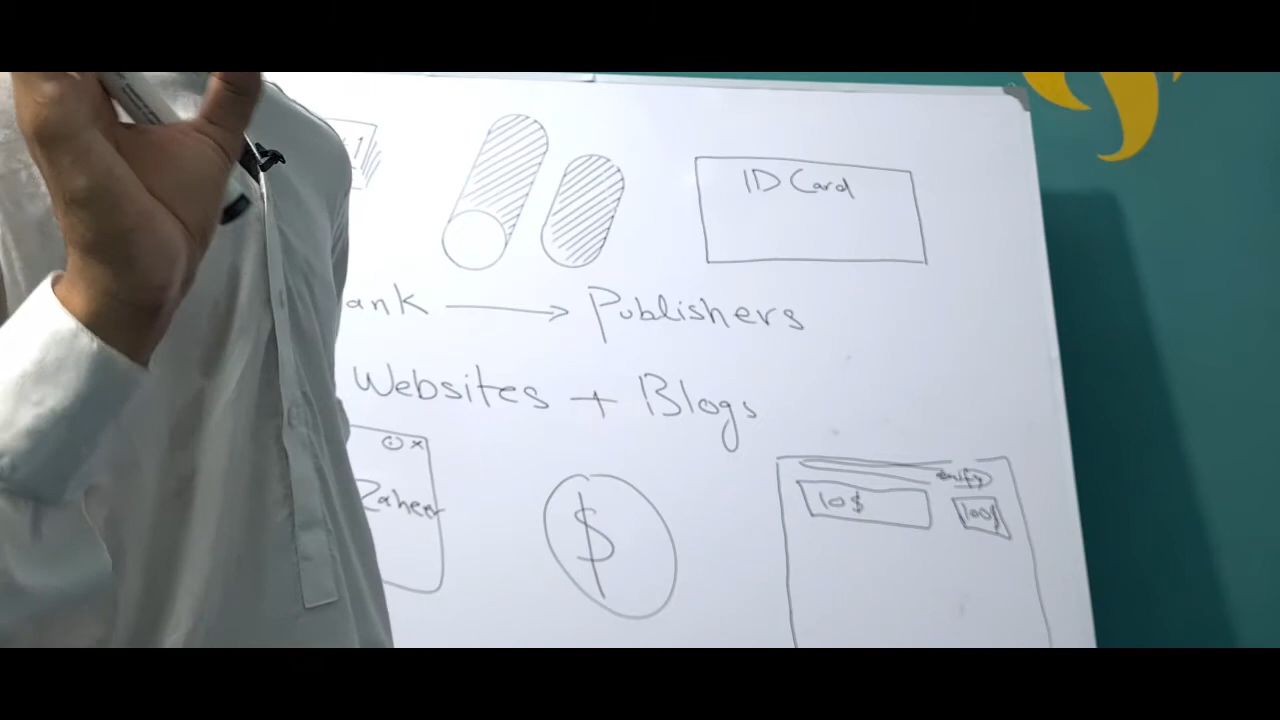 ID Card
ank → Publishers
Websites + Blogs
Zaheer
$
10$
100$